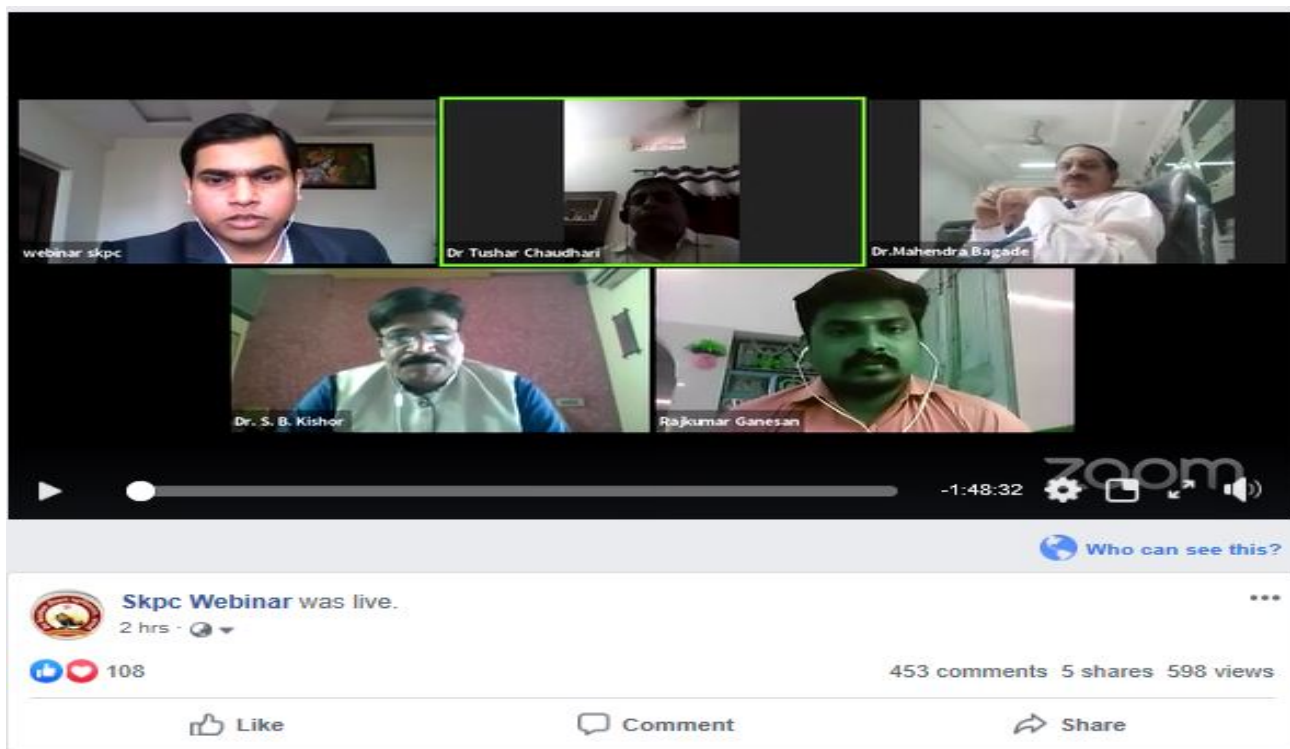 webinar skpc
Dr Tushar Chaudhari
Dr.Mahendra Bagade
Dr. S. B. Kishor
Rajkumar Ganesan
zoom
-1:48:32
Who can see this?
Skpc Webinar was live.
2 hrs ·
108
453 comments 5 shares 598 views
Like Comment Share